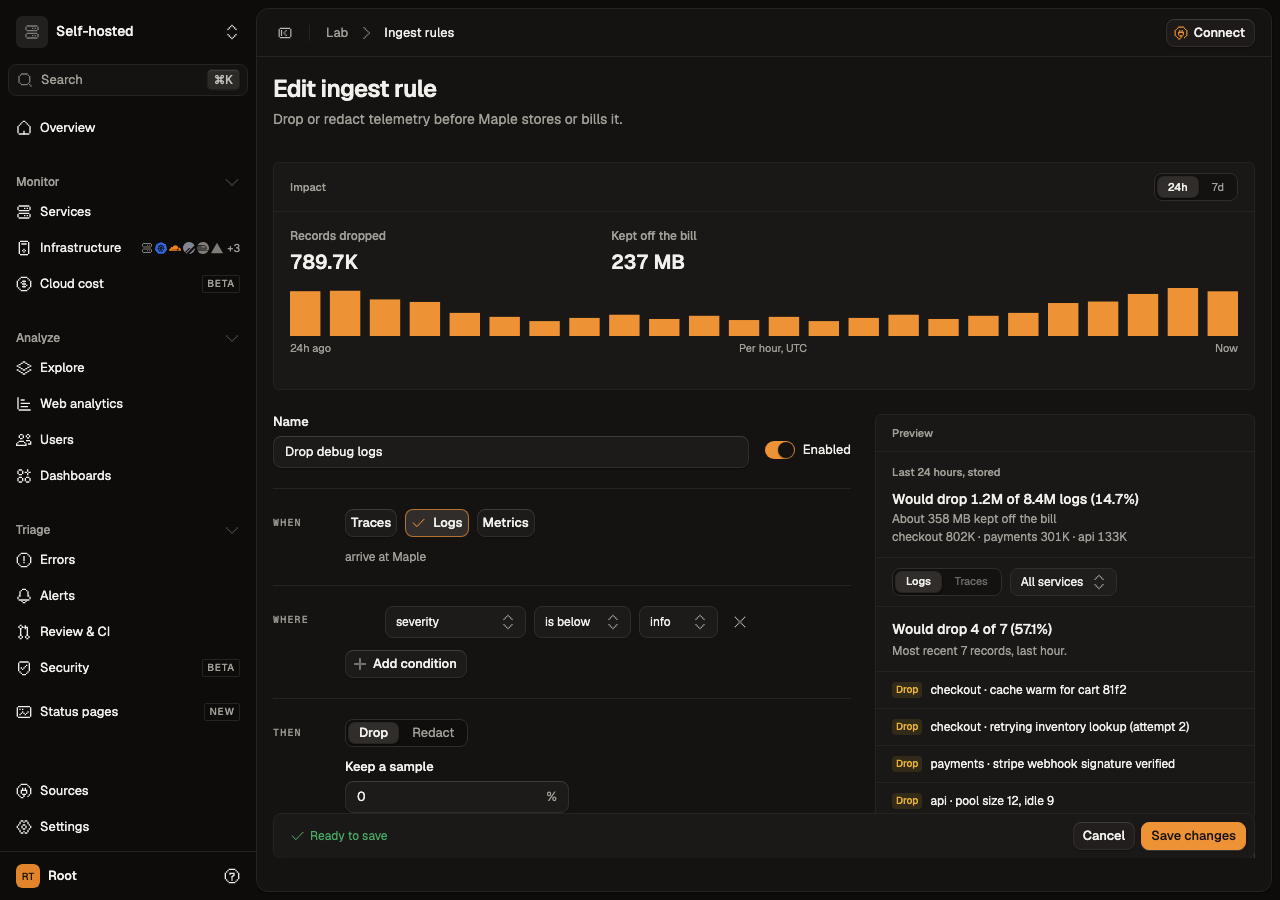 Self-hosted
Search
⌘K
Overview
Monitor
Services
Infrastructure +3
Cloud cost BETA
Analyze
Explore
Web analytics
Users
Dashboards
Triage
Errors
Alerts
Review & CI
Security BETA
Status pages NEW
Sources
Settings
RT Root
Lab Ingest rules
Connect
Edit ingest rule
Drop or redact telemetry before Maple stores or bills it.
Impact
24h 7d
Records dropped Kept off the bill
789.7K 237 MB
24h ago Per hour, UTC Now
Name
Drop debug logs
Enabled
WHEN Traces Logs Metrics
arrive at Maple
WHERE severity is below info
Add condition
THEN Drop Redact
Keep a sample
0 %
Preview
Last 24 hours, stored
Would drop 1.2M of 8.4M logs (14.7%)
About 358 MB kept off the bill
checkout 802K · payments 301K · api 133K
Logs Traces All services
Would drop 4 of 7 (57.1%)
Most recent 7 records, last hour.
Drop checkout · cache warm for cart 81f2
Drop checkout · retrying inventory lookup (attempt 2)
Drop payments · stripe webhook signature verified
Drop api · pool size 12, idle 9
Ready to save
Cancel Save changes